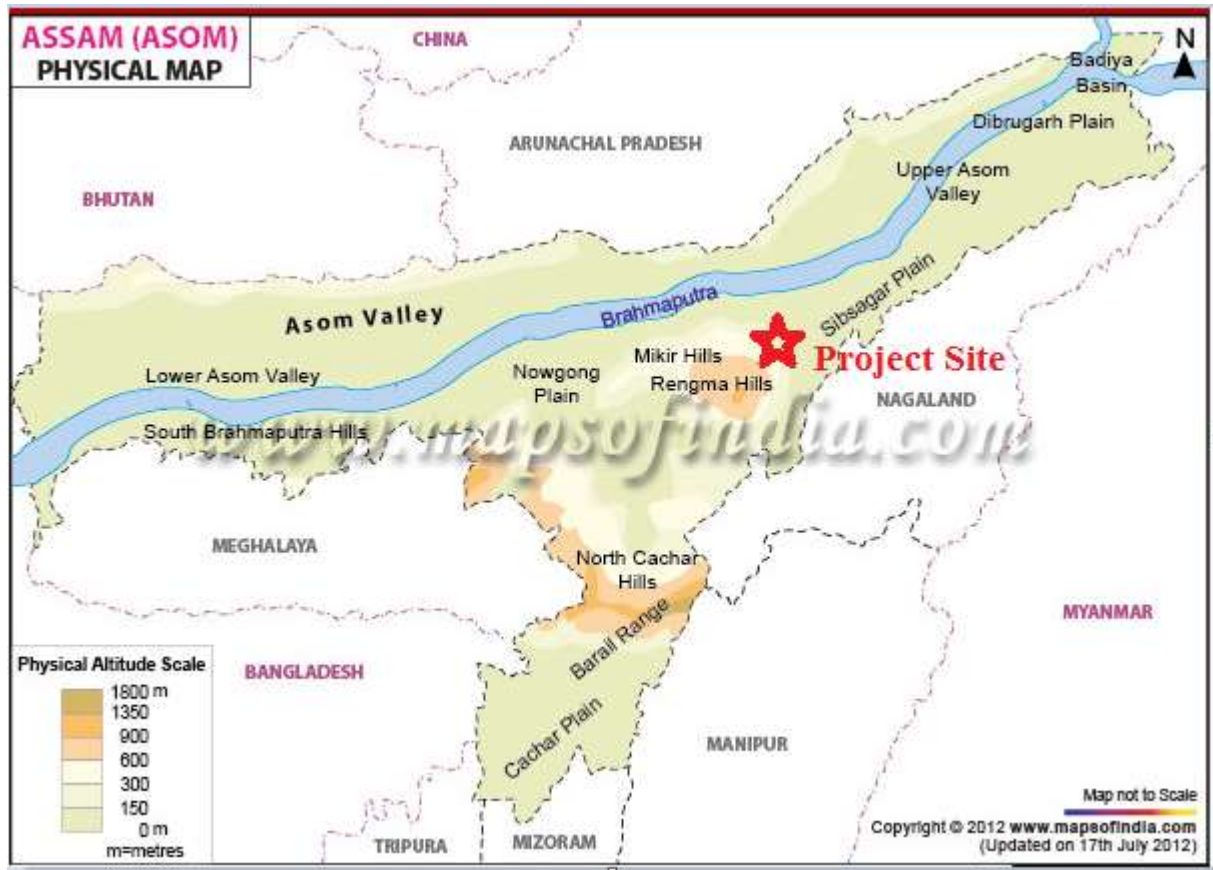 ASSAM (ASOM)
PHYSICAL MAP
CHINA
N
Badiya
Basin
ARUNACHAL PRADESH
Dibrugarh Plain
Upper Asom
Valley
BHUTAN
Asom Valley
Brahmaputra
Sibsagar Plain
Project Site
Mikir Hills
Rengma Hills
Nowgong
Plain
Lower Asom Valley
NAGALAND
South Brahmaputra Hills
www.mapsofindia.com
MEGHALAYA
North Cachar
Hills
MYANMAR
Barail Range
BANGLADESH
Cachar Plain
MANIPUR
Physical Altitude Scale
1800 m
1350
900
600
300
150
0 m
m=metres
TRIPURA
MIZORAM
Map not to Scale
Copyright © 2012 www.mapsofindia.com
(Updated on 17th July 2012)